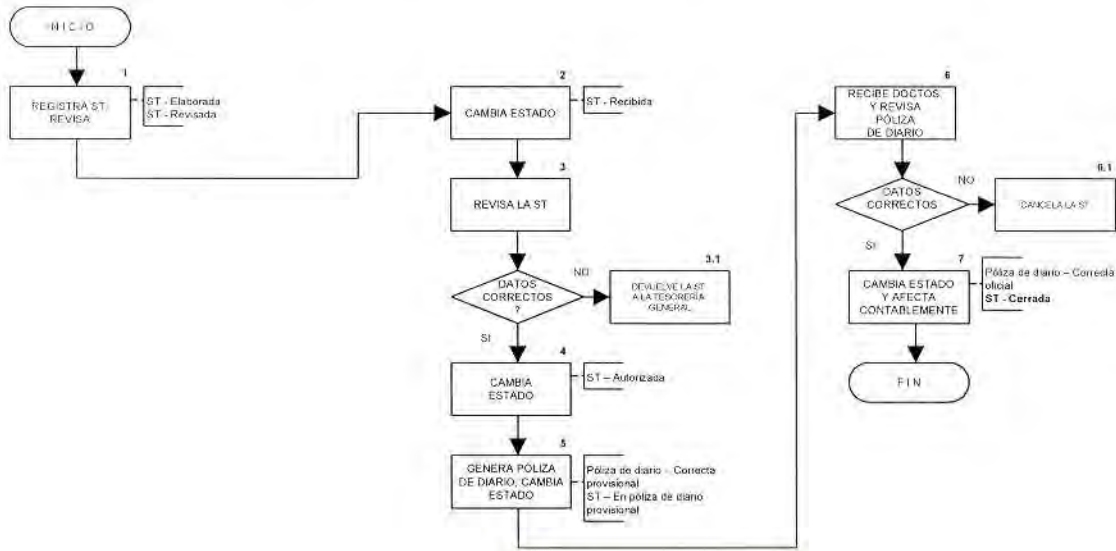 INICIO
1
REGISTRA ST,
REVISA
ST - Elaborada
ST - Revisada
2
CAMBIA ESTADO
ST - Recibida
3
REVISA LA ST
DATOS
CORRECTOS
?
NO
3.1
DEVUELVE LA ST
A LA TESORERÍA
GENERAL
SI
4
CAMBIA
ESTADO
ST – Autorizada
5
GENERA PÓLIZA
DE DIARIO, CAMBIA
ESTADO
Póliza de diario – Correcta
provisional
ST – En póliza de diario
provisional
6
RECIBE DOCTOS
Y REVISA
PÓLIZA
DE DIARIO
DATOS
CORRECTOS
NO
6.1
CANCELA LA ST
SI
7
CAMBIA ESTADO
Y AFECTA
CONTABLEMENTE
Póliza de diario – Correcta
oficial
ST - Cerrada
FIN